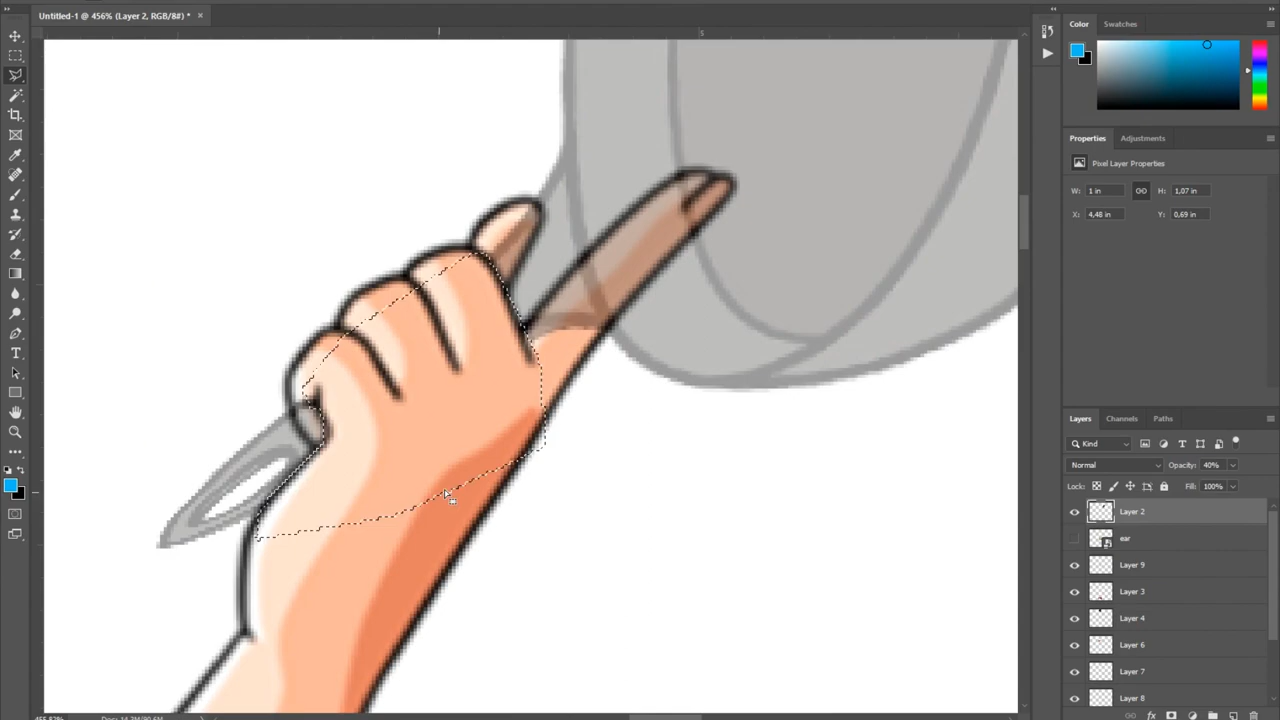 Untitled-1 @ 456% (Layer 2, RGB/8#) *
5
Color
Swatches
Properties
Adjustments
Pixel Layer Properties
W: 1 in
H: 1,07 in
X: 4,48 in
Y: 0,69 in
Layers
Channels
Paths
Kind
Normal
Opacity: 40%
Lock:
Fill: 100%
Layer 2
ear
Layer 9
Layer 3
Layer 4
Layer 6
Layer 7
Layer 8